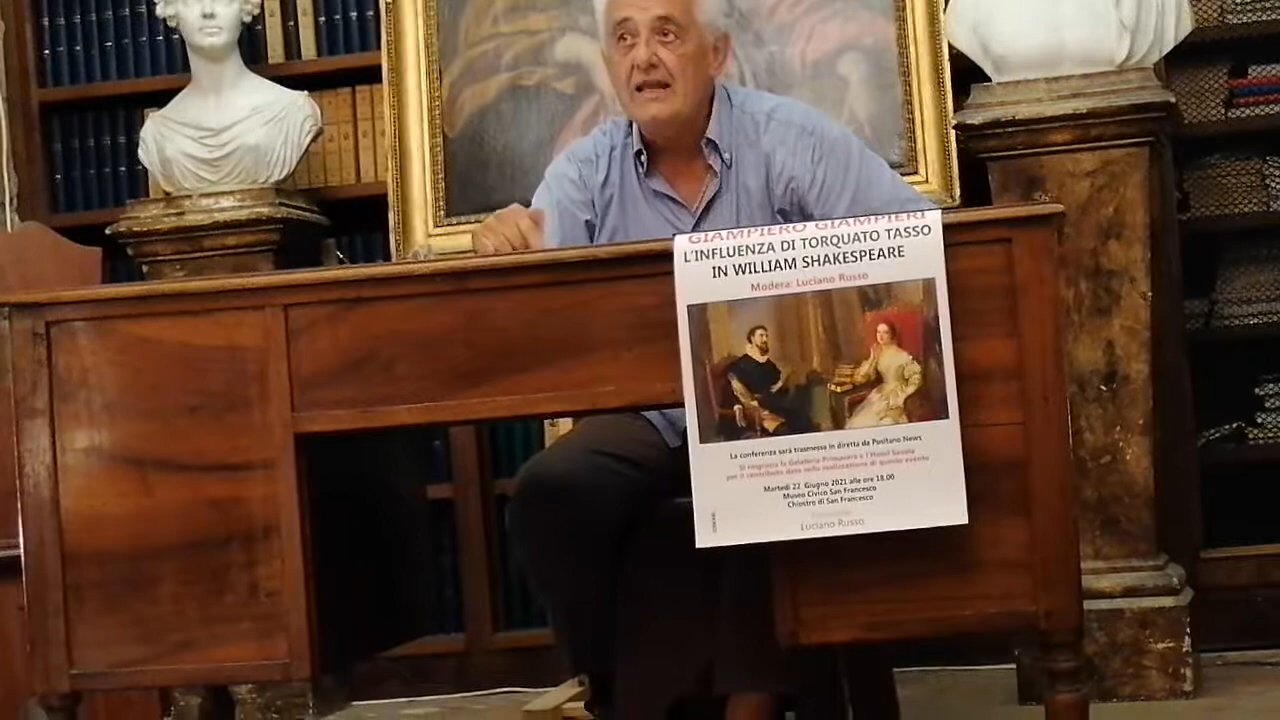 GIAMPIERO GIAMPIERI
L'INFLUENZA DI TORQUATO TASSO
IN WILLIAM SHAKESPEARE
Modera: Luciano Russo
La conferenza sarà trasmessa in diretta da Positano News
Si ringrazia la Gelateria Primavera e l'Hotel Savoia
per il contributo dato nella realizzazione di questo evento
Martedì 22 Giugno 2021 alle ore 18.00
Museo Civico San Francesco
Chiostro di San Francesco
Luciano Russo